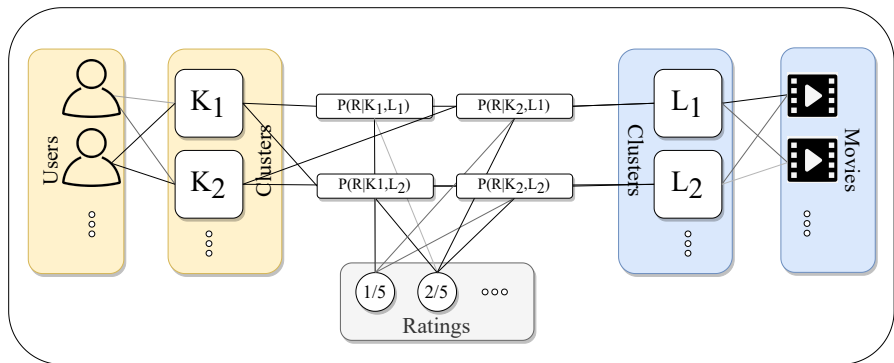 Users
K1
K2
Clusters
P(R|K1,L1)
P(R|K2,L1)
P(R|K1,L2)
P(R|K2,L2)
1/5
2/5
Ratings
Clusters
L1
L2
Movies